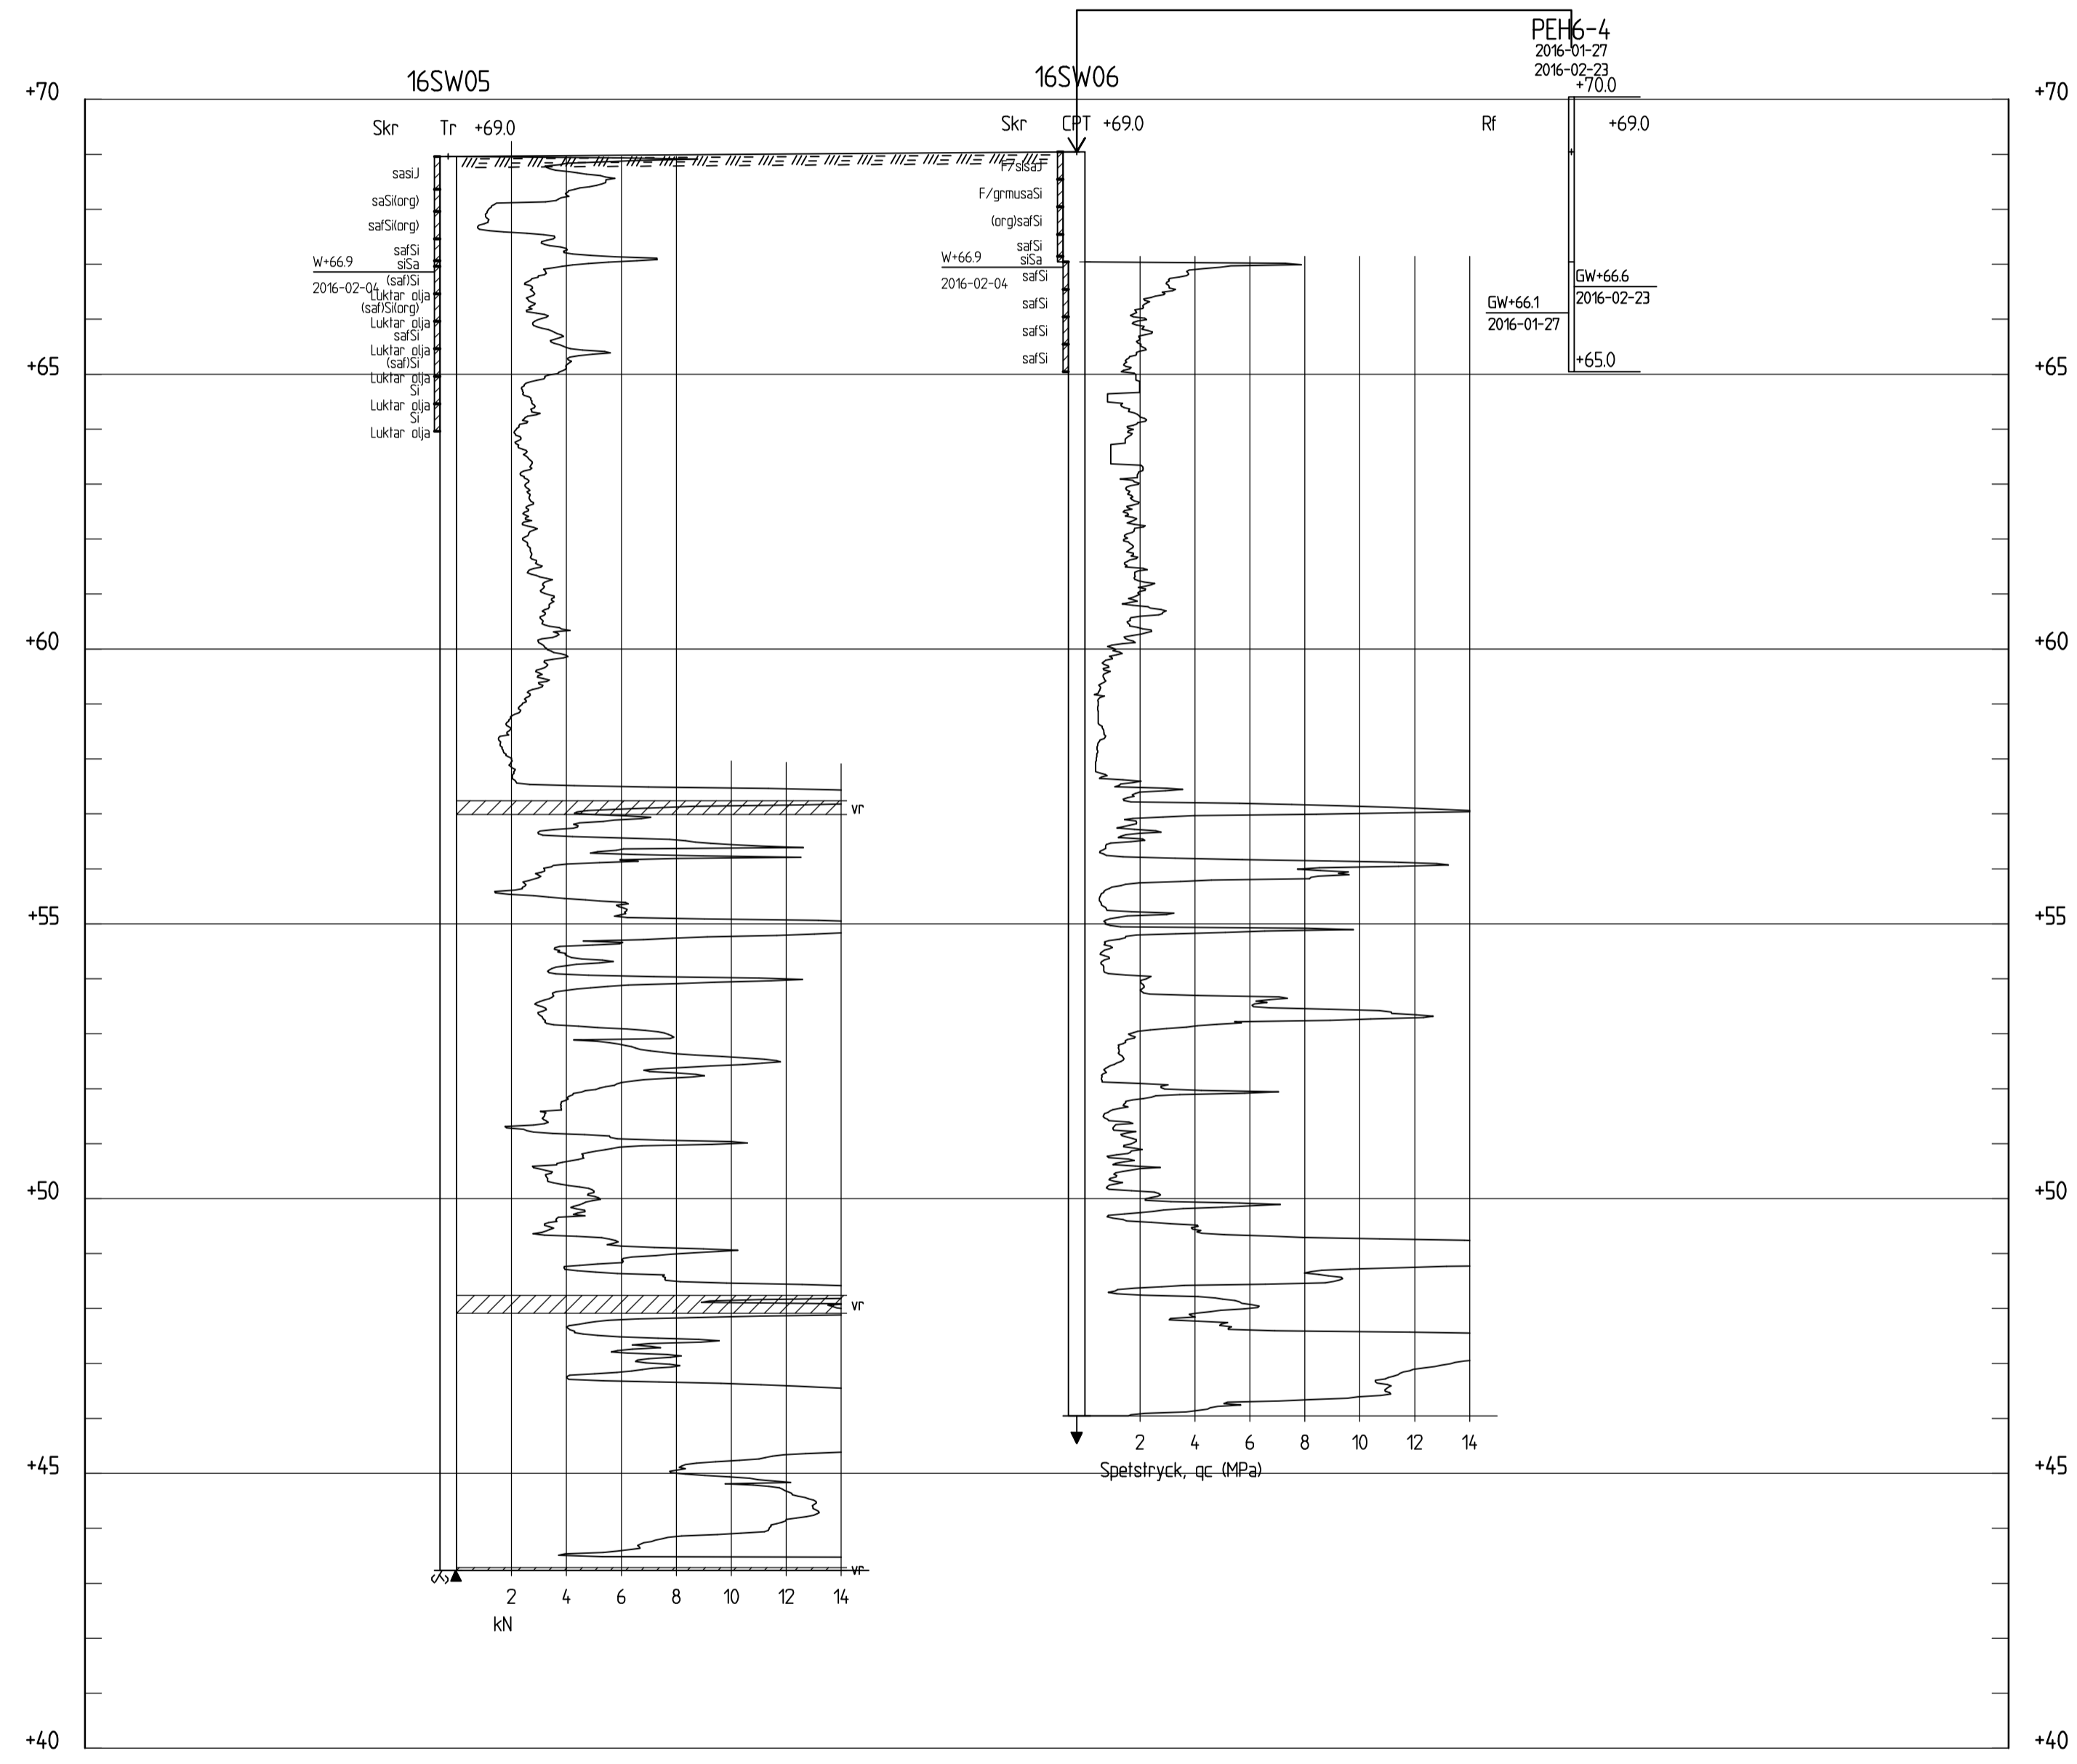 PEH6-4
2016-01-27
2016-02-23
16SW05
16SW06
+70.0
+70
+70
Skr Tr +69.0
Skr CPT +69.0
Rf +69.0
sasiJ
saSi(org)
safSi(org)
safSi
siSa
W+66.9
2016-02-04
(saf)Si
Luktar olja
(saf)Si(org)
Luktar olja
safSi
Luktar olja
(saf)Si
Luktar olja
Si
Luktar olja
Si
Luktar olja
F/sisaJ
F/grmusaSi
(org)safSi
safSi
siSa
W+66.9
2016-02-04
safSi
safSi
safSi
safSi
GW+66.6
2016-02-23
GW+66.1
2016-01-27
+65.0
+65
+65
+60
+60
vr
+55
+55
+50
+50
vr
2 4 6 8 10 12 14
Spetstryck, qc (MPa)
+45
+45
vr
2 4 6 8 10 12 14
kN
+40
+40